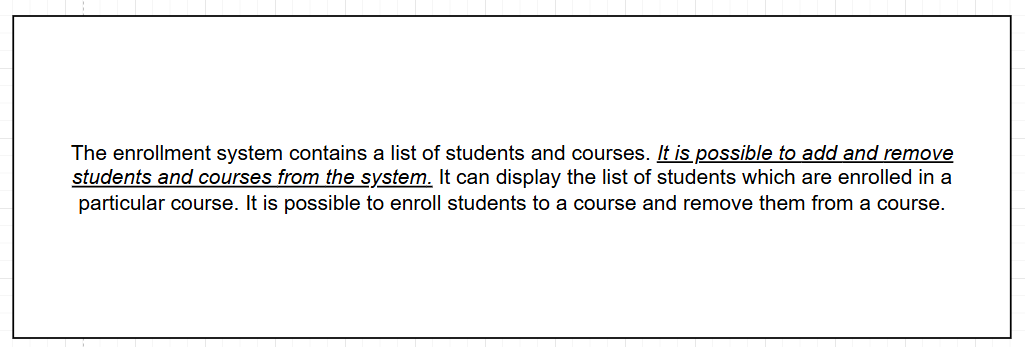 The enrollment system contains a list of students and courses. It is possible to add and remove
students and courses from the system. It can display the list of students which are enrolled in a
particular course. It is possible to enroll students to a course and remove them from a course.